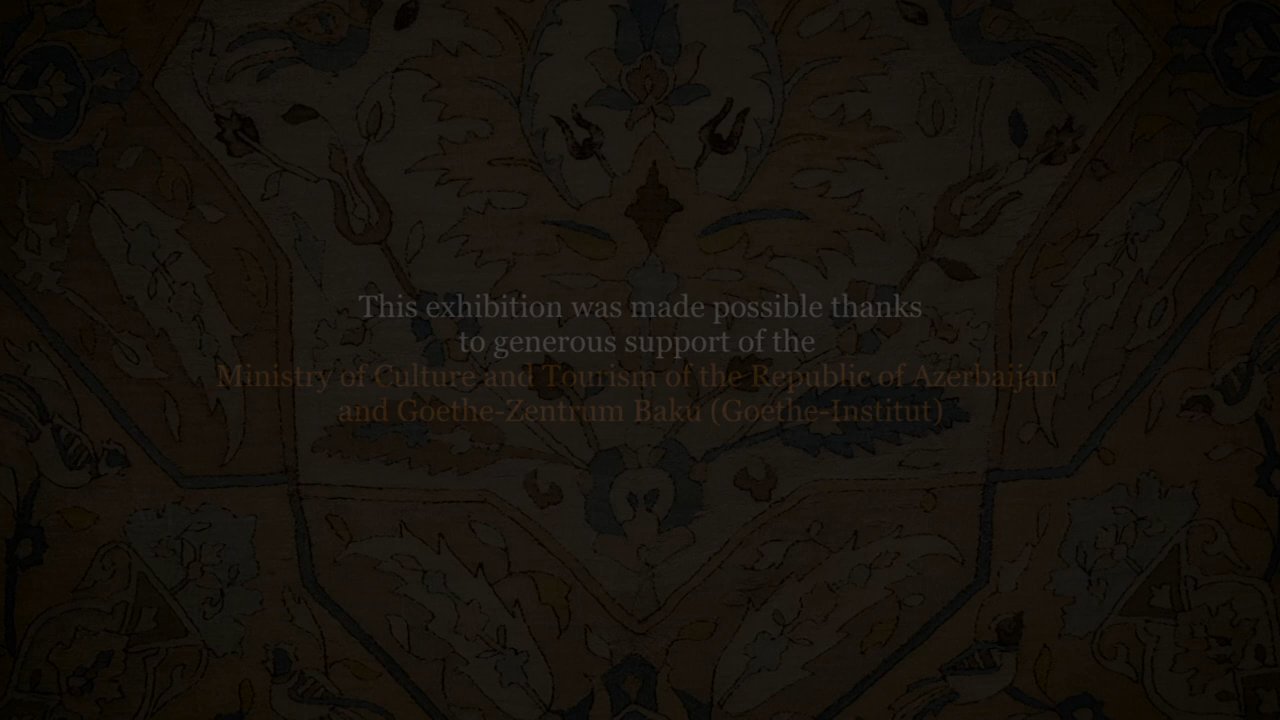 This exhibition was made possible thanks
to generous support of the
Ministry of Culture and Tourism of the Republic of Azerbaijan
and Goethe-Zentrum Baku (Goethe-Institut)